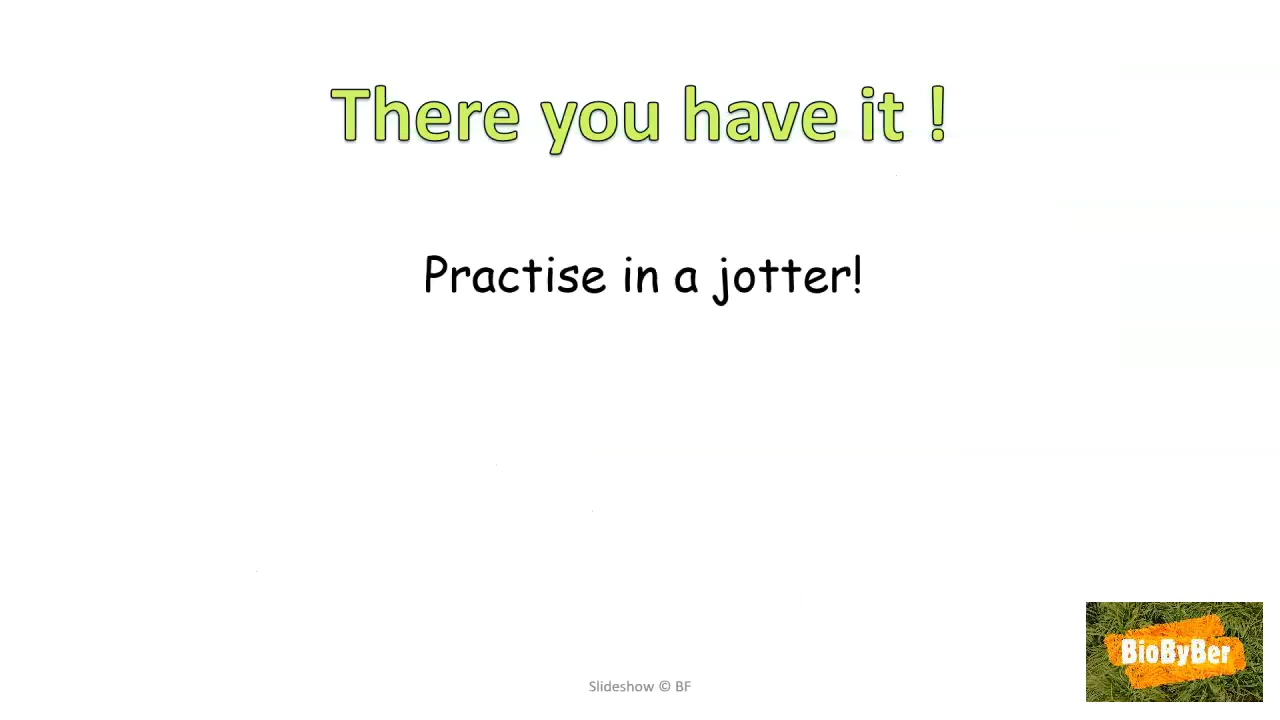 There you have it !
Practise in a jotter!
BioByBer
Slideshow © BF